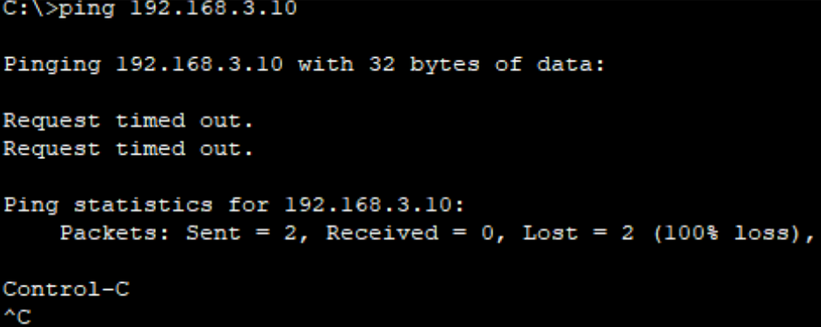 C:\>ping 192.168.3.10
Pinging 192.168.3.10 with 32 bytes of data:
Request timed out.
Request timed out.
Ping statistics for 192.168.3.10:
    Packets: Sent = 2, Received = 0, Lost = 2 (100% loss),
Control-C
^C